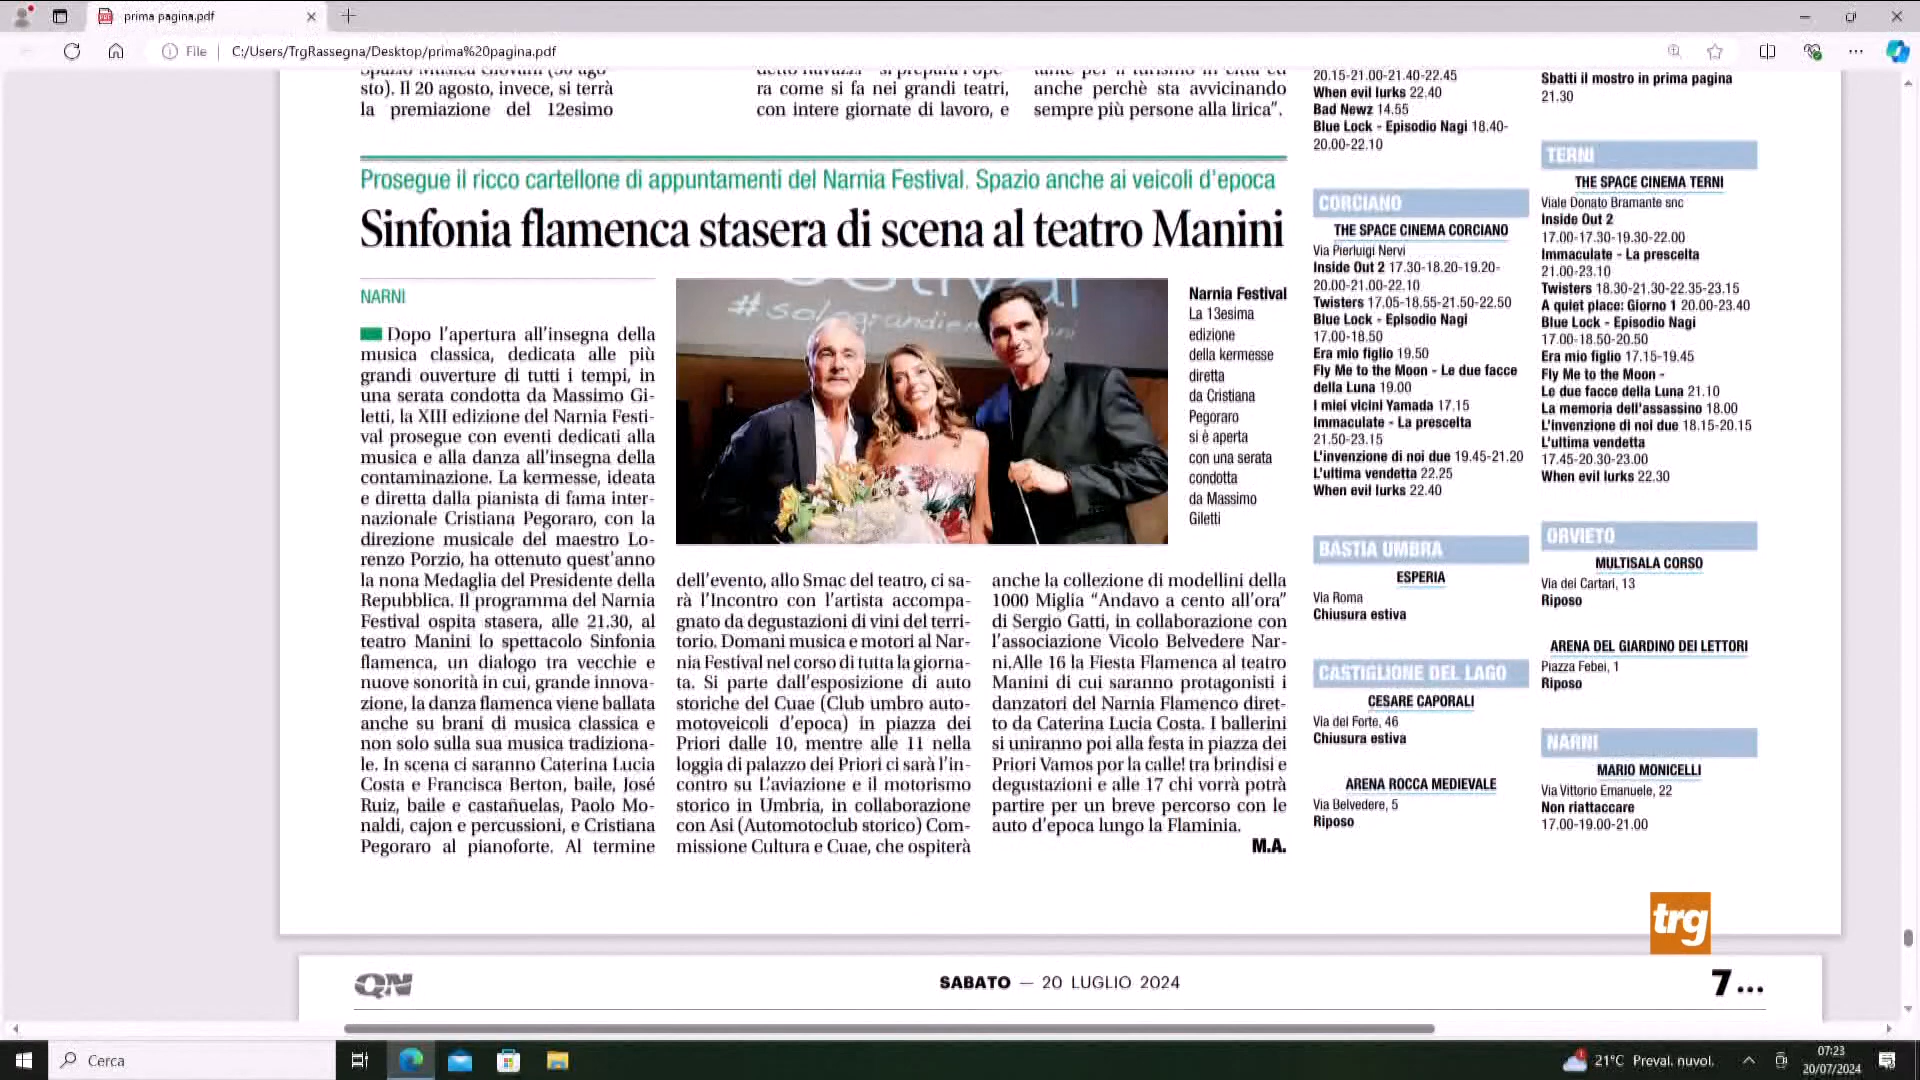 prima pagina.pdf
File
C:/Users/TrgRassegna/Desktop/prima%20pagina.pdf
sto). Il 20 agosto, invece, si terrà
la premiazione del 12esimo
ra come si fa nei grandi teatri,
con intere giornate di lavoro, e
anche perchè sta avvicinando
sempre più persone alla lirica”.
Prosegue il ricco cartellone di appuntamenti del Narnia Festival. Spazio anche ai veicoli d'epoca
Sinfonia flamenca stasera di scena al teatro Manini
NARNI
Dopo l'apertura all'insegna della
musica classica, dedicata alle più
grandi ouverture di tutti i tempi, in
una serata condotta da Massimo Gi-
letti, la XIII edizione del Narnia Festi-
val prosegue con eventi dedicati alla
musica e alla danza all'insegna della
contaminazione. La kermesse, ideata
e diretta dalla pianista di fama inter-
nazionale Cristiana Pegoraro, con la
direzione musicale del maestro Lo-
renzo Porzio, ha ottenuto quest'anno
la nona Medaglia del Presidente della
Repubblica. Il programma del Narnia
Festival ospita stasera, alle 21.30, al
teatro Manini lo spettacolo Sinfonia
flamenca, un dialogo tra vecchie e
nuove sonorità in cui, grande innova-
zione, la danza flamenca viene ballata
anche su brani di musica classica e
non solo sulla sua musica tradiziona-
le. In scena ci saranno Caterina Lucia
Costa e Francisca Berton, baile, José
Ruiz, baile e castañuelas, Paolo Mo-
naldi, cajon e percussioni, e Cristiana
Pegoraro al pianoforte. Al termine
Narnia Festival
La 13esima
edizione
della kermesse
diretta
da Cristiana
Pegoraro
si è aperta
con una serata
condotta
da Massimo
Giletti
dell'evento, allo Smac del teatro, ci sa-
rà l'Incontro con l'artista accompa-
gnato da degustazioni di vini del terri-
torio. Domani musica e motori al Nar-
nia Festival nel corso di tutta la giorna-
ta. Si parte dall'esposizione di auto
storiche del Cuae (Club umbro auto-
motoveicoli d'epoca) in piazza dei
Priori dalle 10, mentre alle 11 nella
loggia di palazzo dei Priori ci sarà l'in-
contro su L'aviazione e il motorismo
storico in Umbria, in collaborazione
con Asi (Automotoclub storico) Com-
missione Cultura e Cuae, che ospiterà
anche la collezione di modellini della
1000 Miglia “Andavo a cento all'ora”
di Sergio Gatti, in collaborazione con
l'associazione Vicolo Belvedere Nar-
ni.Alle 16 la Fiesta Flamenca al teatro
Manini di cui saranno protagonisti i
danzatori del Narnia Flamenco diret-
to da Caterina Lucia Costa. I ballerini
si uniranno poi alla festa in piazza dei
Priori Vamos por la calle! tra brindisi e
degustazioni e alle 17 chi vorrà potrà
partire per un breve percorso con le
auto d'epoca lungo la Flaminia.
M.A.
20.15-21.00-21.40-22.45
When evil lurks 22.40
Bad Newz 14.55
Blue Lock - Episodio Nagi 18.40-
20.00-22.10
CORCIANO
THE SPACE CINEMA CORCIANO
Via Pierluigi Nervi
Inside Out 2 17.30-18.20-19.20-
20.00-21.00-22.10
Twisters 17.05-18.55-21.50-22.50
Blue Lock - Episodio Nagi
17.00-18.50
Era mio figlio 19.50
Fly Me to the Moon - Le due facce
della Luna 19.00
I miei vicini Yamada 17.15
Immaculate - La prescelta
21.50-23.15
L'invenzione di noi due 19.45-21.20
L'ultima vendetta 22.25
When evil lurks 22.40
BASTIA UMBRA
ESPERIA
Via Roma
Chiusura estiva
CASTIGLIONE DEL LAGO
CESARE CAPORALI
Via del Forte, 46
Chiusura estiva
ARENA ROCCA MEDIEVALE
Via Belvedere, 5
Riposo
Sbatti il mostro in prima pagina
21.30
TERNI
THE SPACE CINEMA TERNI
Viale Donato Bramante snc
Inside Out 2
17.00-17.30-19.30-22.00
Immaculate - La prescelta
21.00-23.10
Twisters 18.30-21.30-22.35-23.15
A quiet place: Giorno 1 20.00-23.40
Blue Lock - Episodio Nagi
17.00-18.50-20.50
Era mio figlio 17.15-19.45
Fly Me to the Moon -
Le due facce della Luna 21.10
La memoria dell'assassino 18.00
L'invenzione di noi due 18.15-20.15
L'ultima vendetta
17.45-20.30-23.00
When evil lurks 22.30
ORVIETO
MULTISALA CORSO
Via dei Cartari, 13
Riposo
ARENA DEL GIARDINO DEI LETTORI
Piazza Febei, 1
Riposo
NARNI
MARIO MONICELLI
Via Vittorio Emanuele, 22
Non riattaccare
17.00-19.00-21.00
trg
QN
SABATO — 20 LUGLIO 2024
7...
Cerca
21°C Preval. nuvol.
07:23
20/07/2024